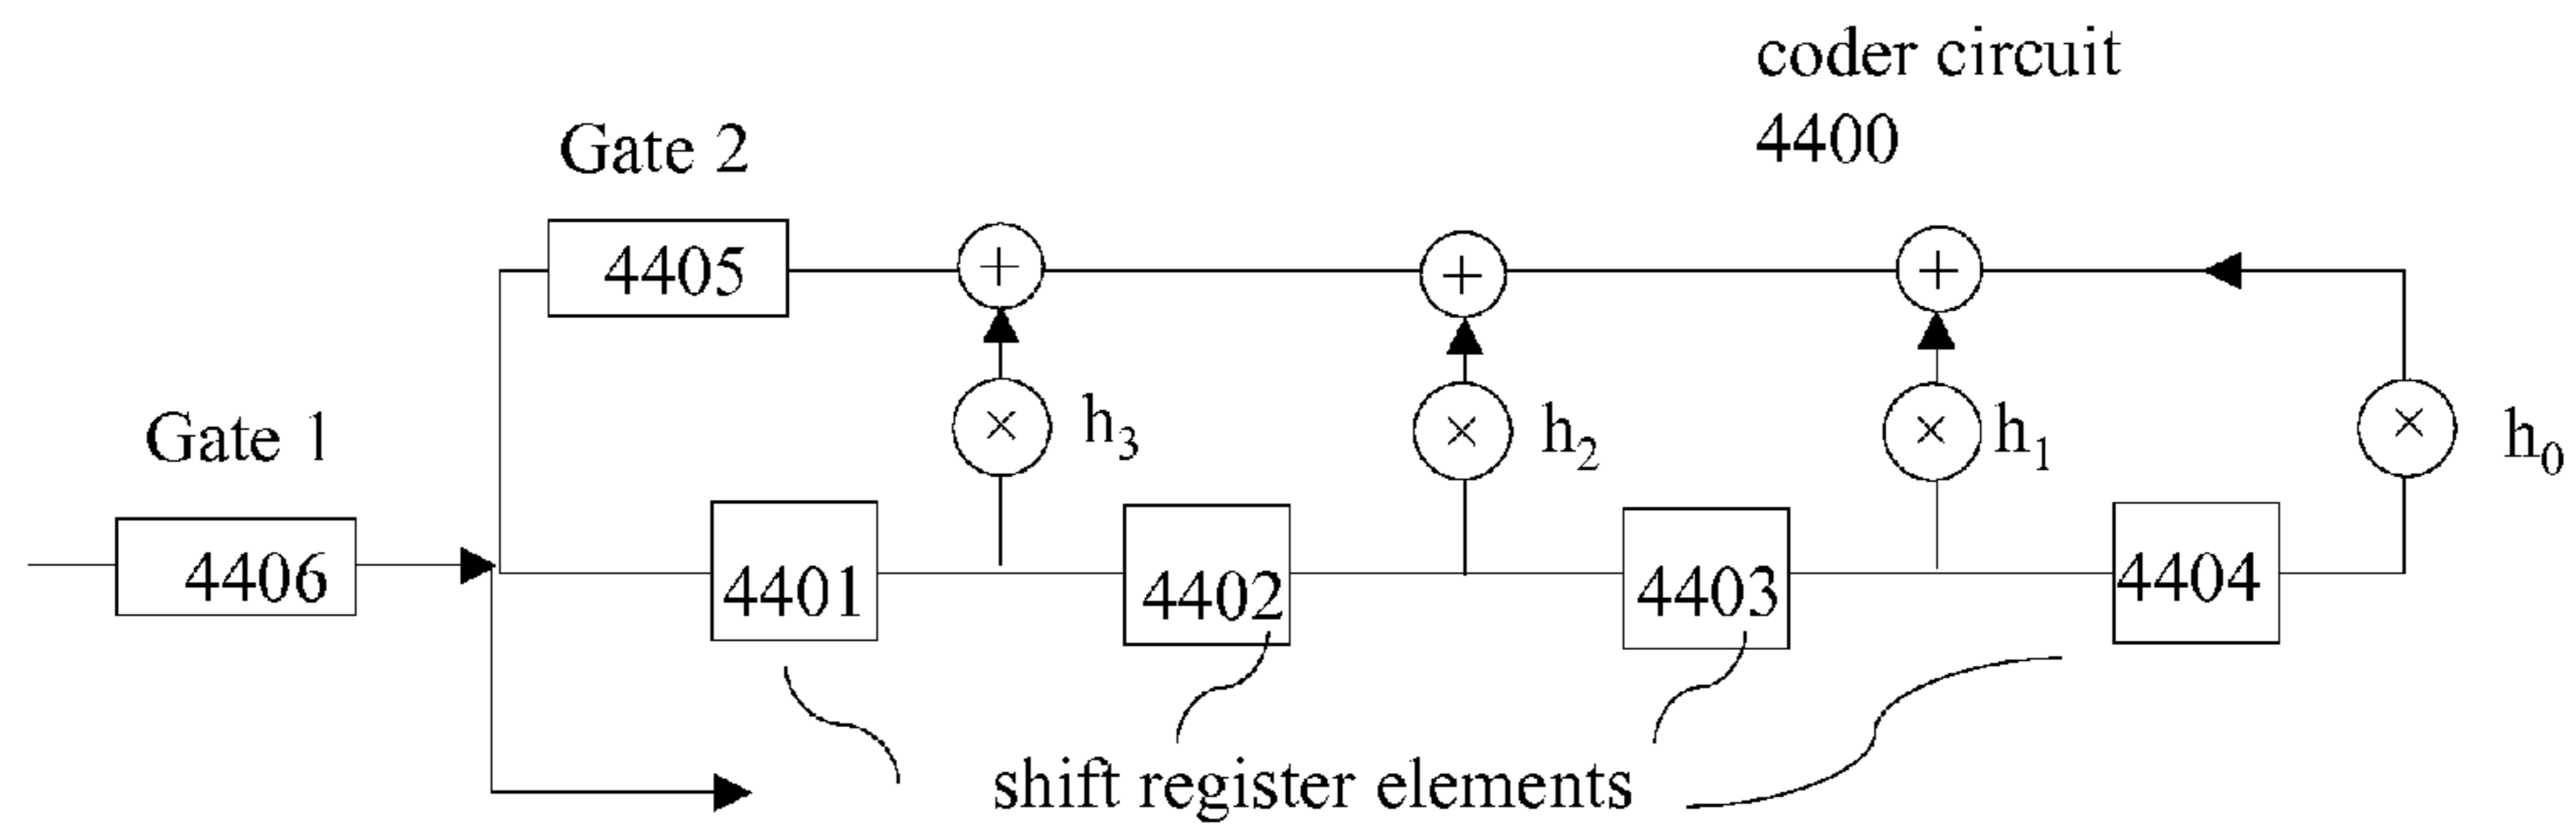 coder circuit
4400
Gate 2
4405
+ + +
Gate 1
× h₃ × h₂ × h₁ × h₀
4406
4401 4402 4403 4404
shift register elements